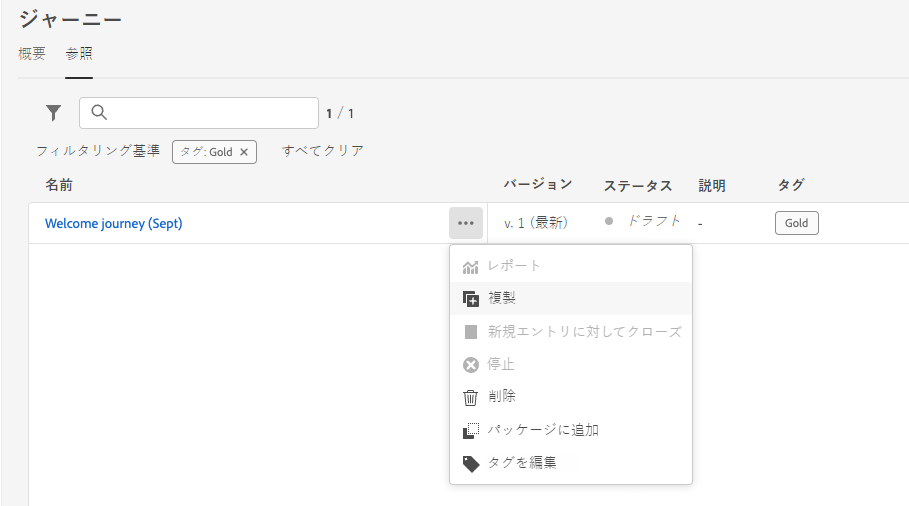 ジャーニー
概要 参照
1 / 1
フィルタリング基準 タグ: Gold × すべてクリア
名前 バージョン ステータス 説明 タグ
Welcome journey (Sept) ••• v. 1 (最新) ドラフト - Gold
レポート
複製
新規エントリに対してクローズ
停止
削除
パッケージに追加
タグを編集